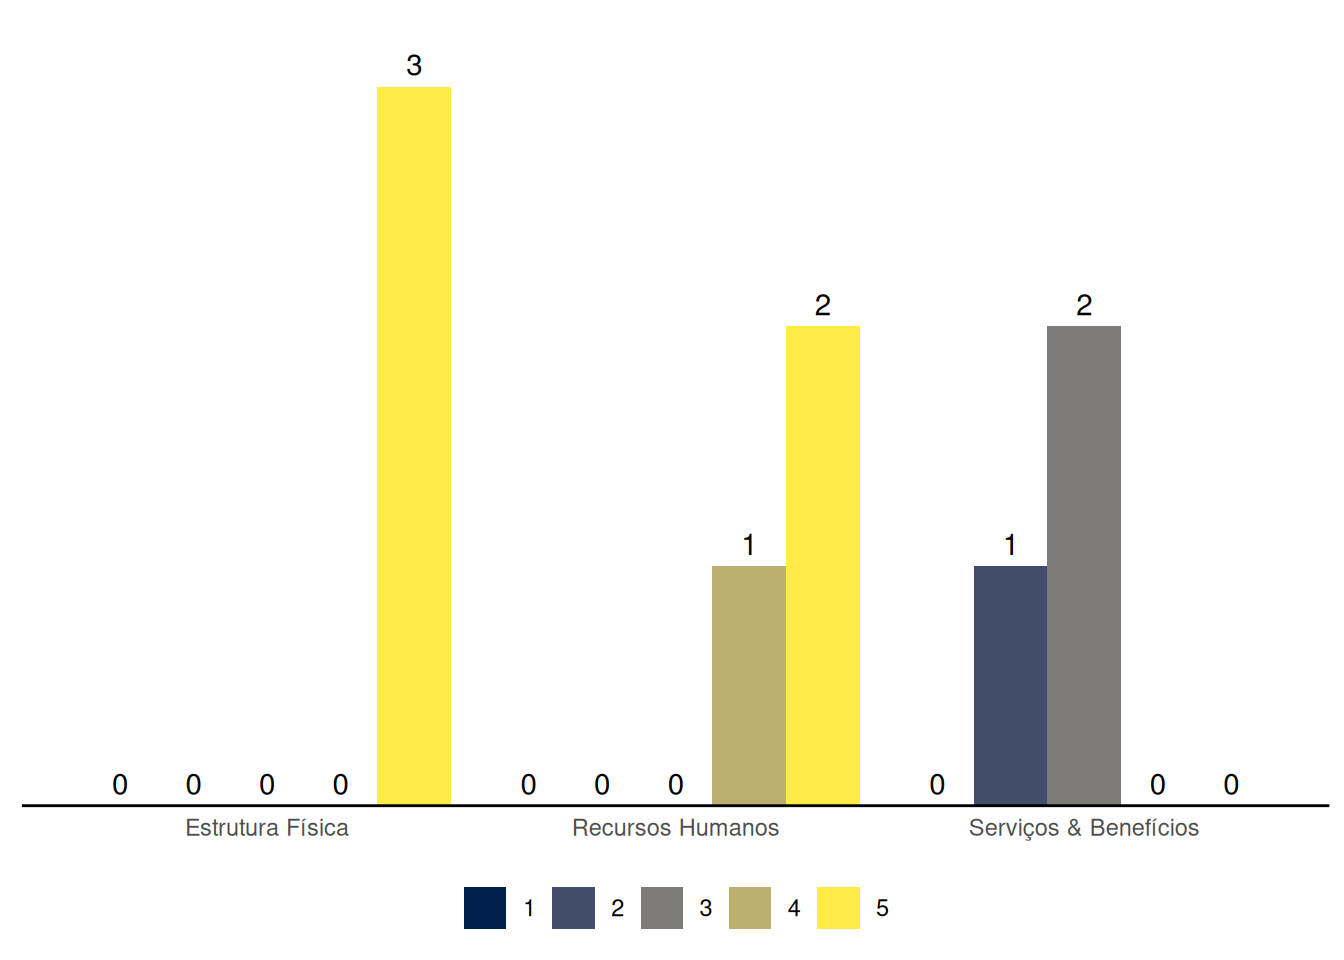 3
2 2
1 1
0 0 0 0 0 0 0 0 0 0
Estrutura Física Recursos Humanos Serviços & Benefícios
1 2 3 4 5